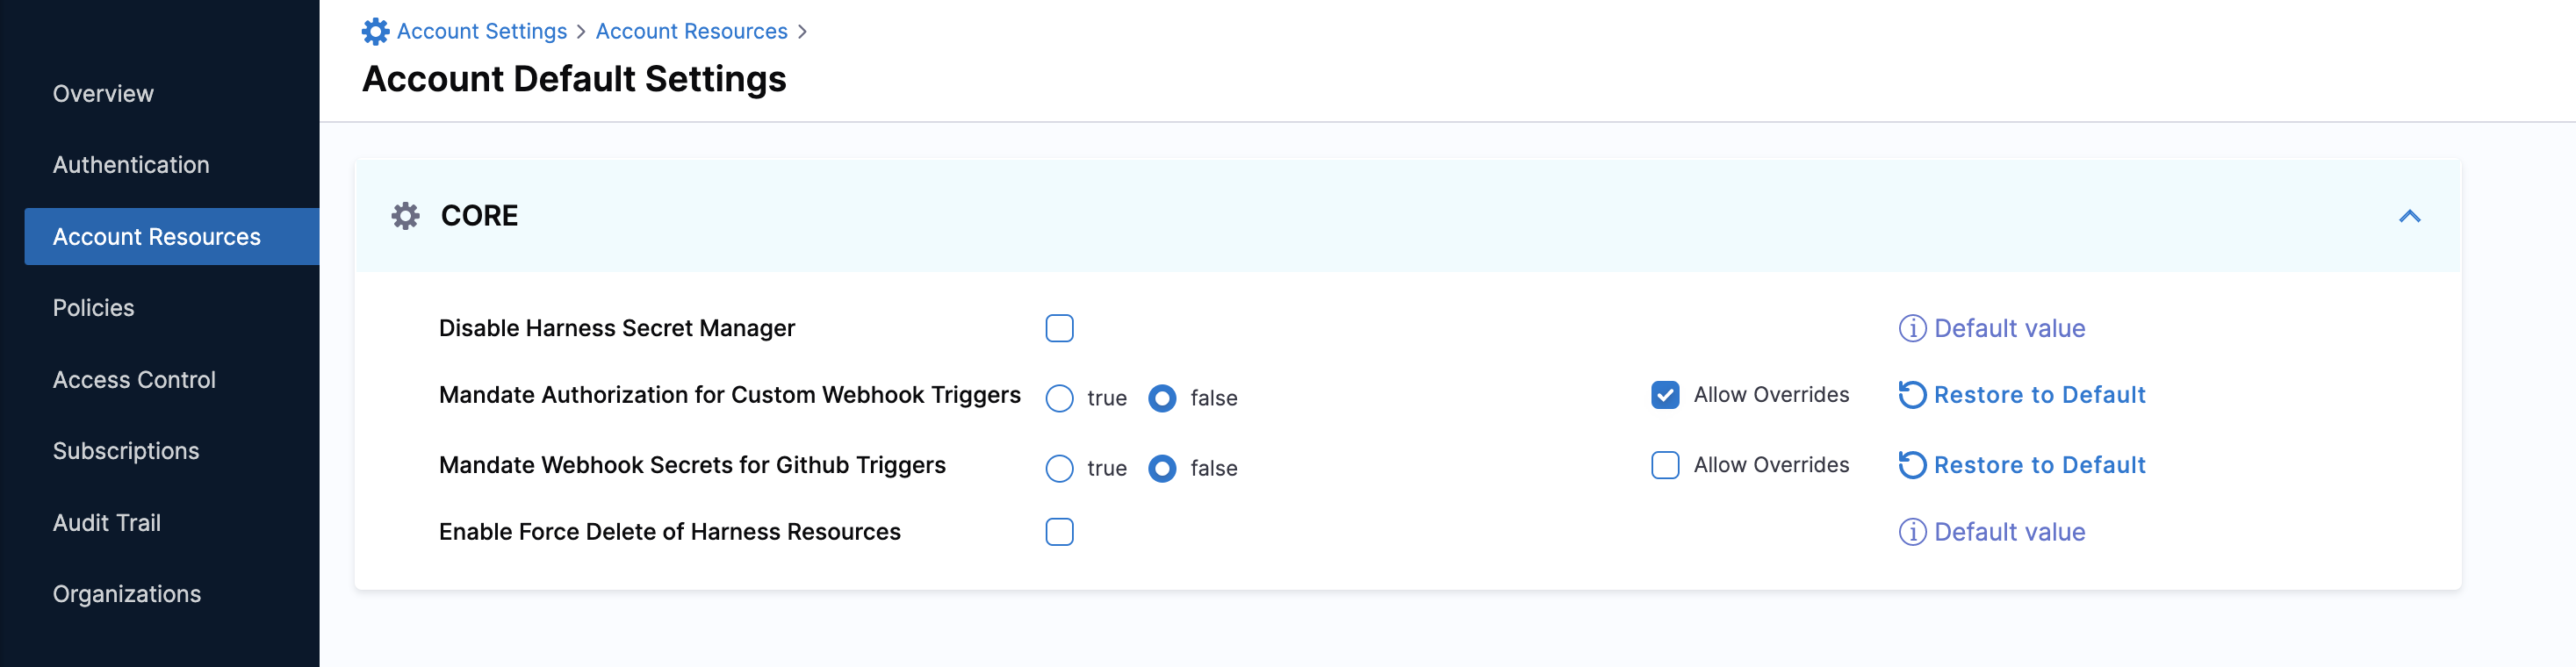 Overview
Authentication
Account Resources
Policies
Access Control
Subscriptions
Audit Trail
Organizations
Account Settings > Account Resources >
Account Default Settings
CORE
Disable Harness Secret Manager Default value
Mandate Authorization for Custom Webhook Triggers true false Allow Overrides Restore to Default
Mandate Webhook Secrets for Github Triggers true false Allow Overrides Restore to Default
Enable Force Delete of Harness Resources Default value